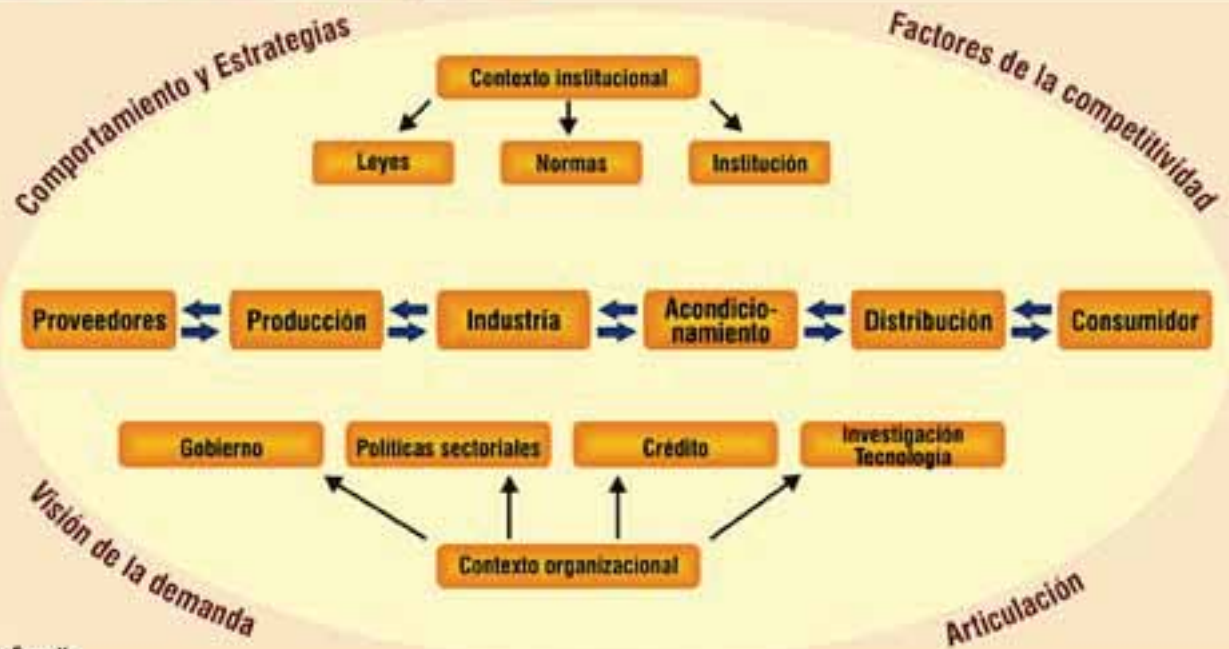 Comportamiento y Estrategias
Factores de la competitividad
Contexto institucional
Leyes
Normas
Institución
Proveedores
Producción
Industria
Acondicio-
namiento
Distribución
Consumidor
Gobierno
Políticas sectoriales
Crédito
Investigación
Tecnología
Contexto organizacional
Visión de la demanda
Articulación